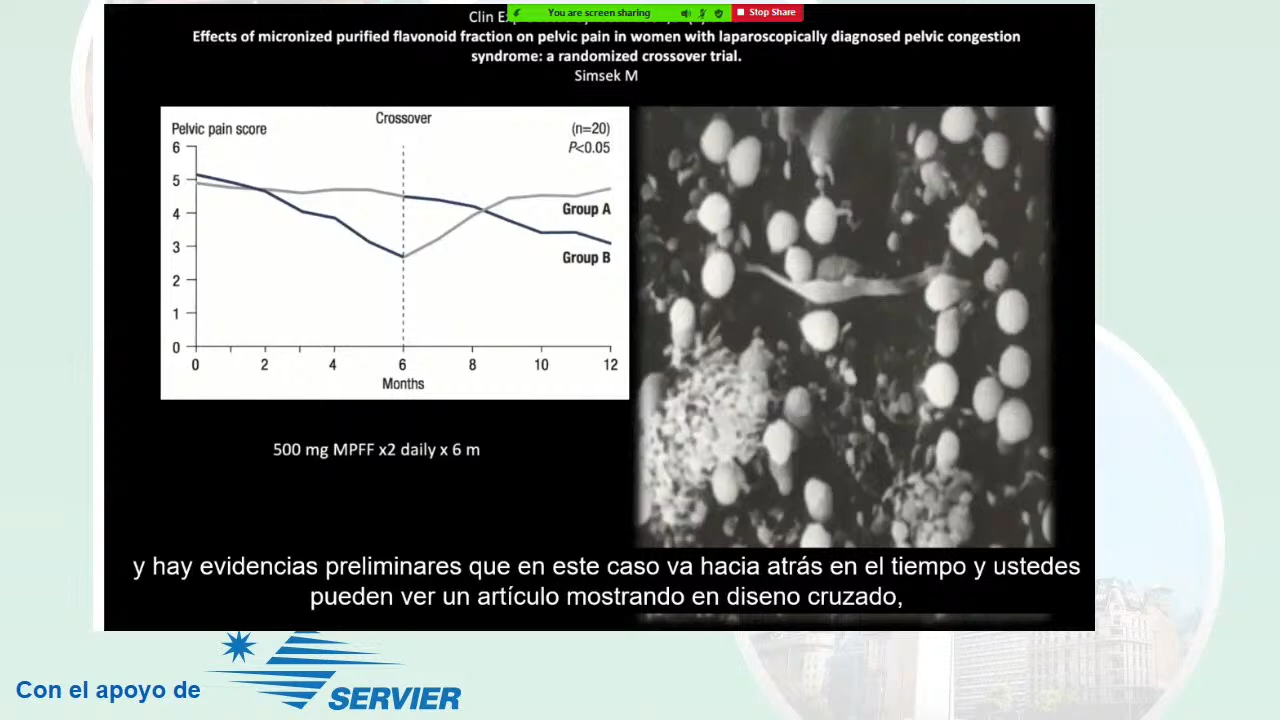 You are screen sharing
Stop Share
Clin
Effects of micronized purified flavonoid fraction on pelvic pain in women with laparoscopically diagnosed pelvic congestion
syndrome: a randomized crossover trial.
Simsek M
Crossover
Pelvic pain score
(n=20)
P<0.05
6
5
4
3
2
1
0
Group A
Group B
0 2 4 6 8 10 12
Months
500 mg MPFF x2 daily x 6 m
y hay evidencias preliminares que en este caso va hacia atrás en el tiempo y ustedes
pueden ver un artículo mostrando en diseno cruzado,
Con el apoyo de
SERVIER